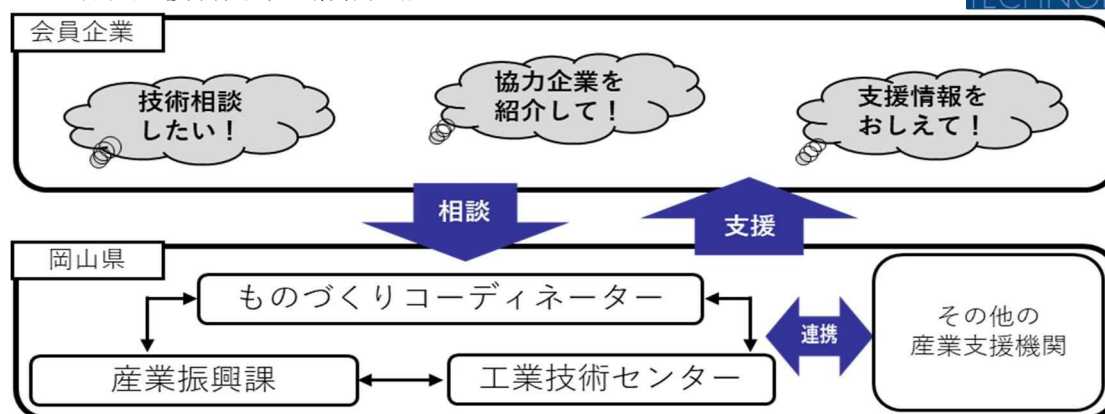 TECHNOL
会員企業
技術相談
したい！
協力企業を
紹介して！
支援情報を
おしえて！
相談
支援
岡山県
ものづくりコーディネーター
産業振興課
工業技術センター
連携
その他の
産業支援機関